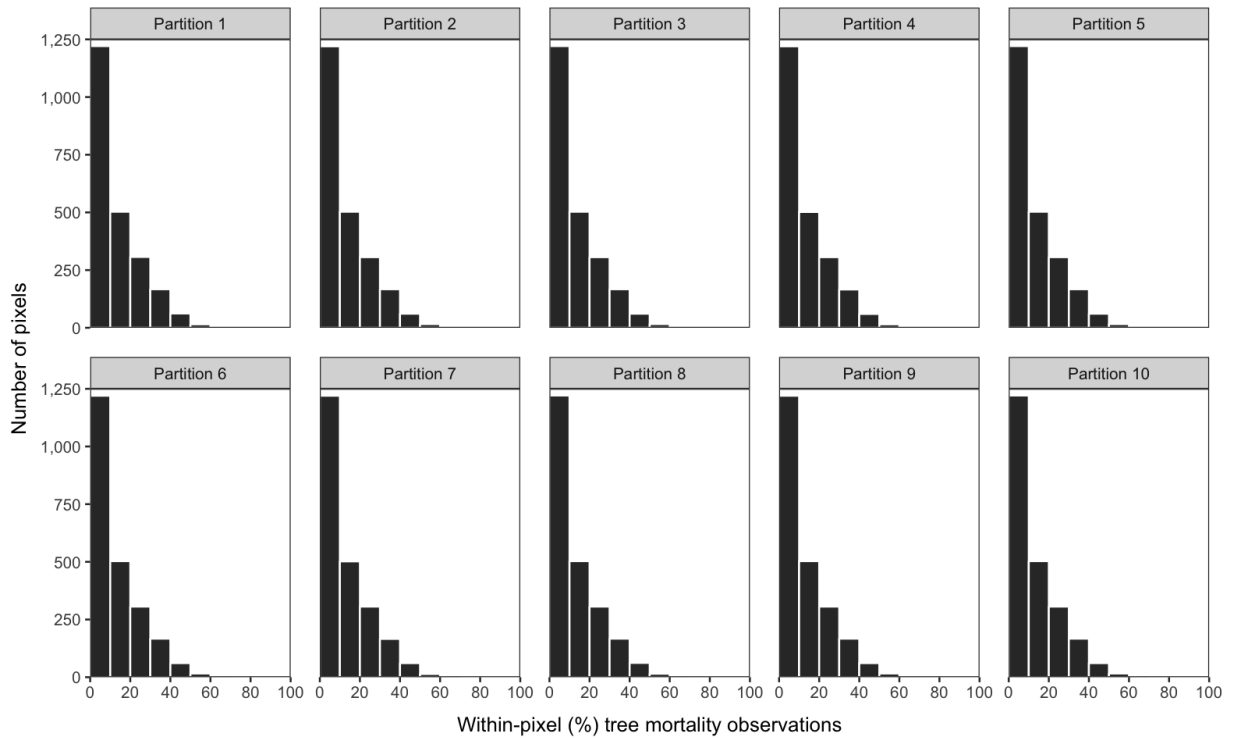 Partition 1 Partition 2 Partition 3 Partition 4 Partition 5
1,250
1,000
750
500
250
0
Number of pixels
Partition 6 Partition 7 Partition 8 Partition 9 Partition 10
1,250
1,000
750
500
250
0
0 20 40 60 80 100 0 20 40 60 80 100 0 20 40 60 80 100 0 20 40 60 80 100 0 20 40 60 80 100
Within-pixel (%) tree mortality observations